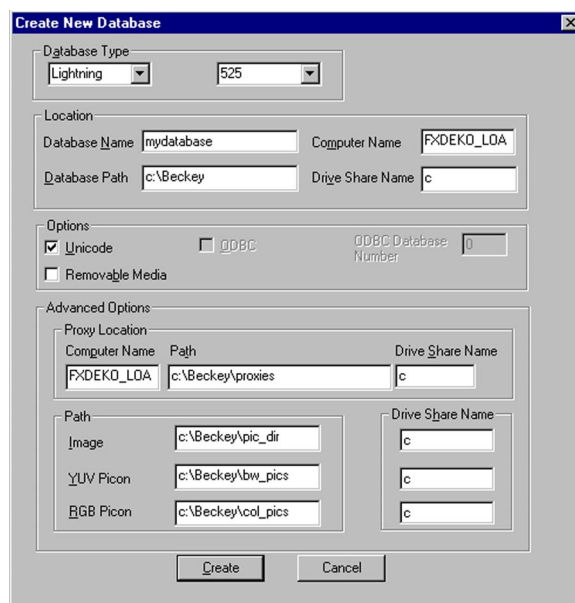 Create New Database
Database Type
Lightning 525
Location
Database Name mydatabase Computer Name FXDEKO_LOA
Database Path c:\Beckey Drive Share Name c
Options
Unicode ODBC ODBC Database Number 0
Removable Media
Advanced Options
Proxy Location
Computer Name Path Drive Share Name
FXDEKO_LOA c:\Beckey\proxies c
Path Drive Share Name
Image c:\Beckey\pic_dir c
YUV Picon c:\Beckey\bw_pics c
RGB Picon c:\Beckey\col_pics c
Create Cancel